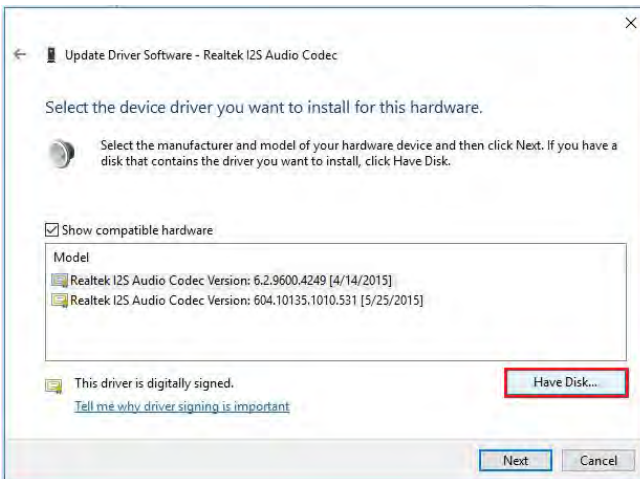 Update Driver Software - Realtek I2S Audio Codec
Select the device driver you want to install for this hardware.
Select the manufacturer and model of your hardware device and then click Next. If you have a
disk that contains the driver you want to install, click Have Disk.
Show compatible hardware
Model
Realtek I2S Audio Codec Version: 6.2.9600.4249 [4/14/2015]
Realtek I2S Audio Codec Version: 604.10135.1010.531 [5/25/2015]
This driver is digitally signed.
Have Disk...
Tell me why driver signing is important
Next
Cancel